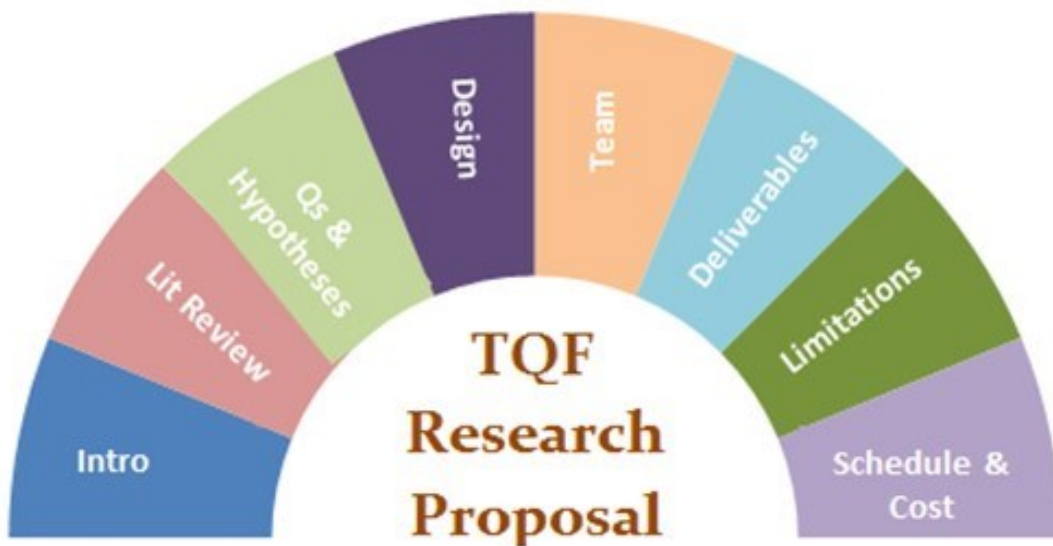 Intro
Lit Review
Qs &
Hypotheses
Design
Team
Deliverables
Limitations
Schedule &
Cost
TQF
Research
Proposal